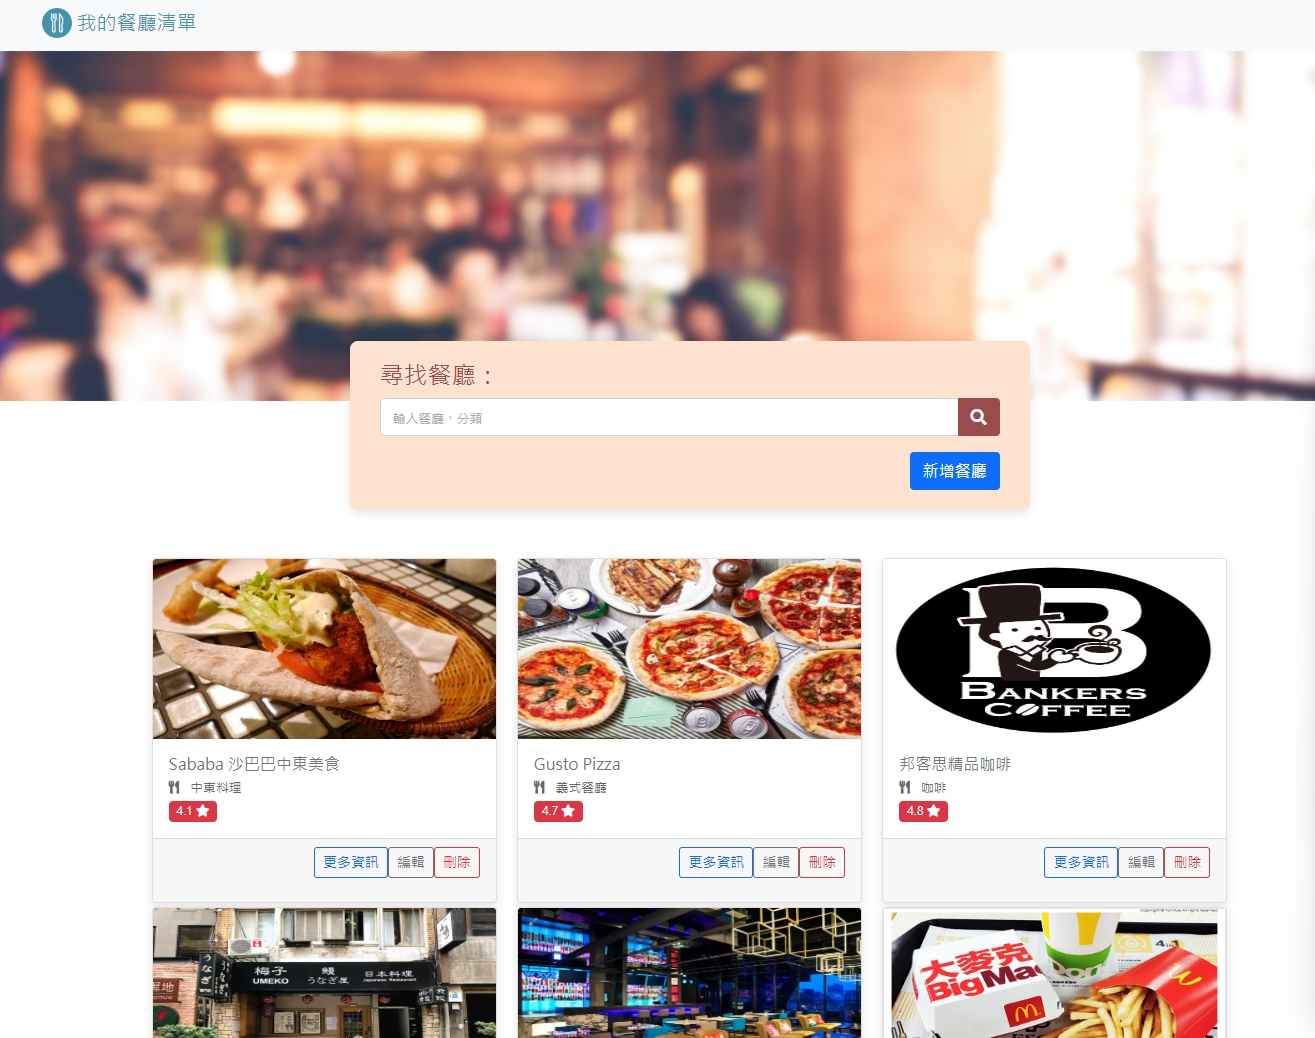 我的餐廳清單
尋找餐廳：
輸入餐廳、分類
新增餐廳
BANKERS
COFFEE
Sababa 沙巴巴中東美食
中東料理
4.1
更多資訊 編輯 刪除
Gusto Pizza
義式餐廳
4.7
更多資訊 編輯 刪除
邦客思精品咖啡
咖啡
4.8
更多資訊 編輯 刪除
うなぎ
梅子 鰻 日本料理
UMEKO うなぎ屋 Japanese Restaurant
大麥克
BigMac